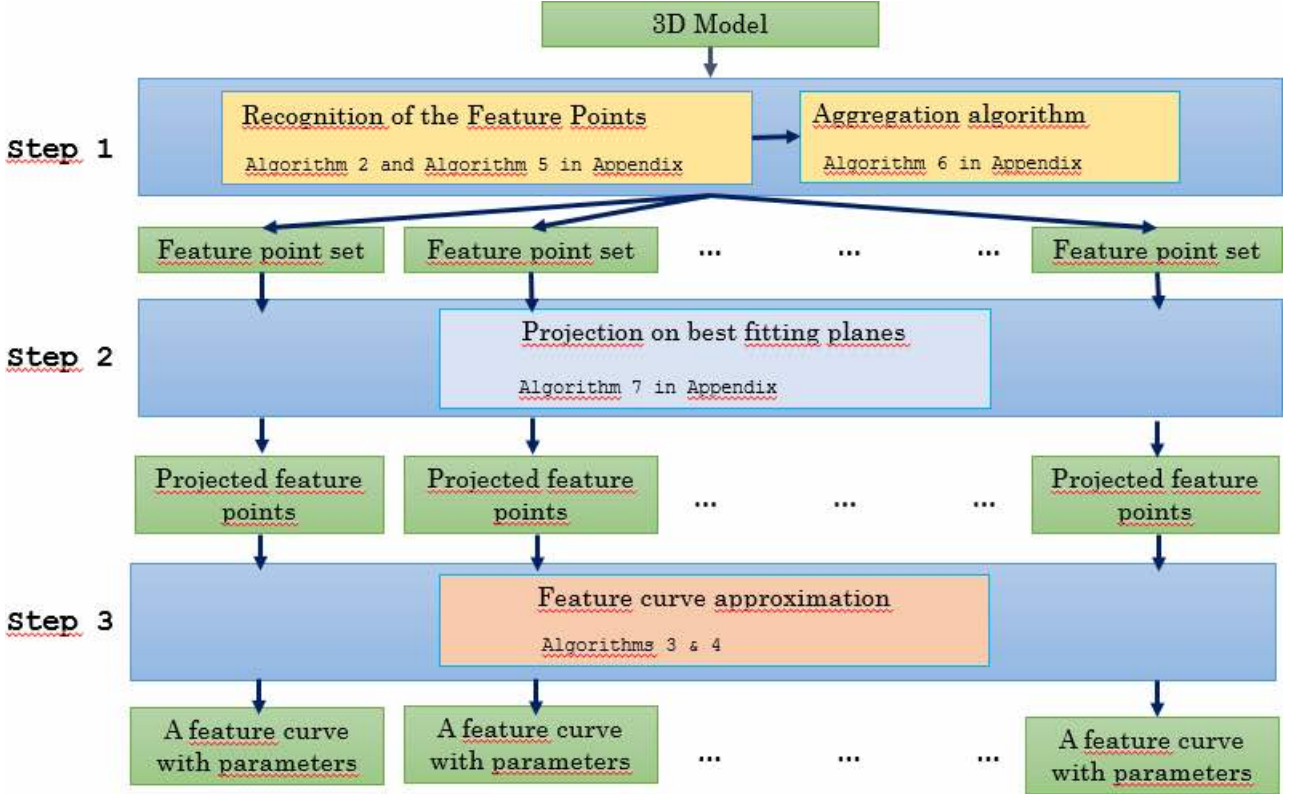 3D Model
Step 1
Recognition of the Feature Points
Algorithm 2 and Algorithm 5 in Appendix
Aggregation algorithm
Algorithm 6 in Appendix
Feature point set
Feature point set
...
...
...
Feature point set
Step 2
Projection on best fitting planes
Algorithm 7 in Appendix
Projected feature
points
Projected feature
points
...
...
...
Projected feature
points
Step 3
Feature curve approximation
Algorithms 3 & 4
A feature curve
with parameters
A feature curve
with parameters
...
...
...
A feature curve
with parameters